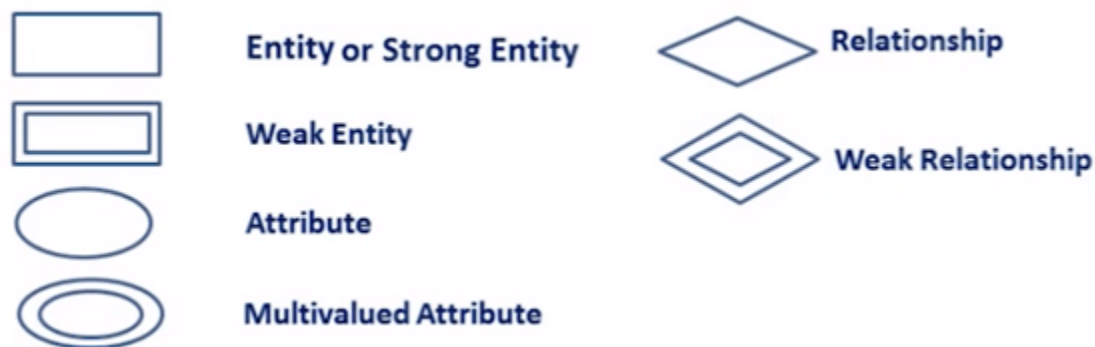 Entity or Strong Entity
Weak Entity
Attribute
Multivalued Attribute
Relationship
Weak Relationship